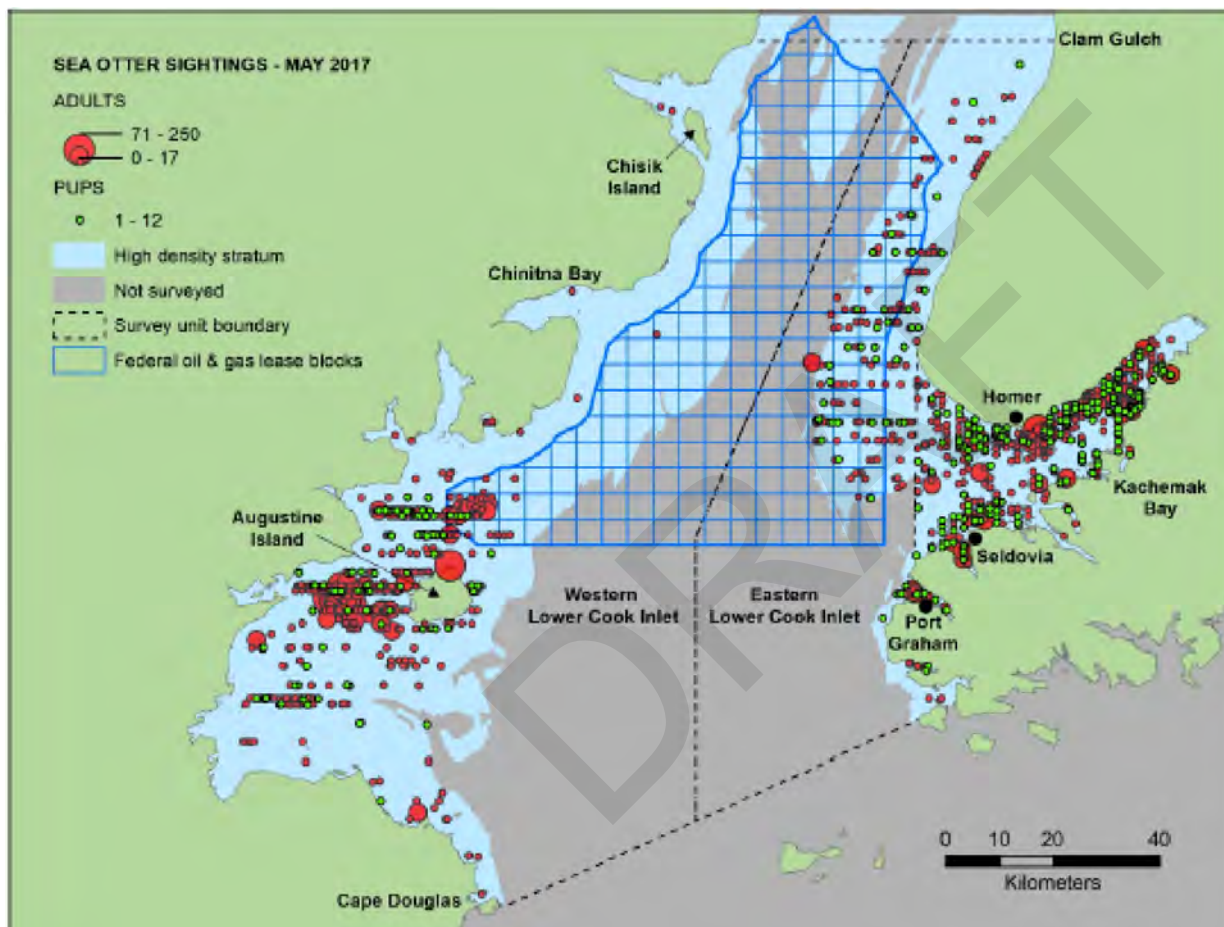 SEA OTTER SIGHTINGS - MAY 2017
ADULTS
71 - 250
0 - 17
PUPS
1 - 12
High density stratum
Not surveyed
Survey unit boundary
Federal oil & gas lease blocks
Clam Gulch
Chisik
Island
Chinitna Bay
Homer
Kachemak
Bay
Augustine
Island
Seldovia
Western
Lower Cook Inlet
Eastern
Lower Cook Inlet
Port
Graham
Cape Douglas
0 10 20 40
Kilometers
DRAFT